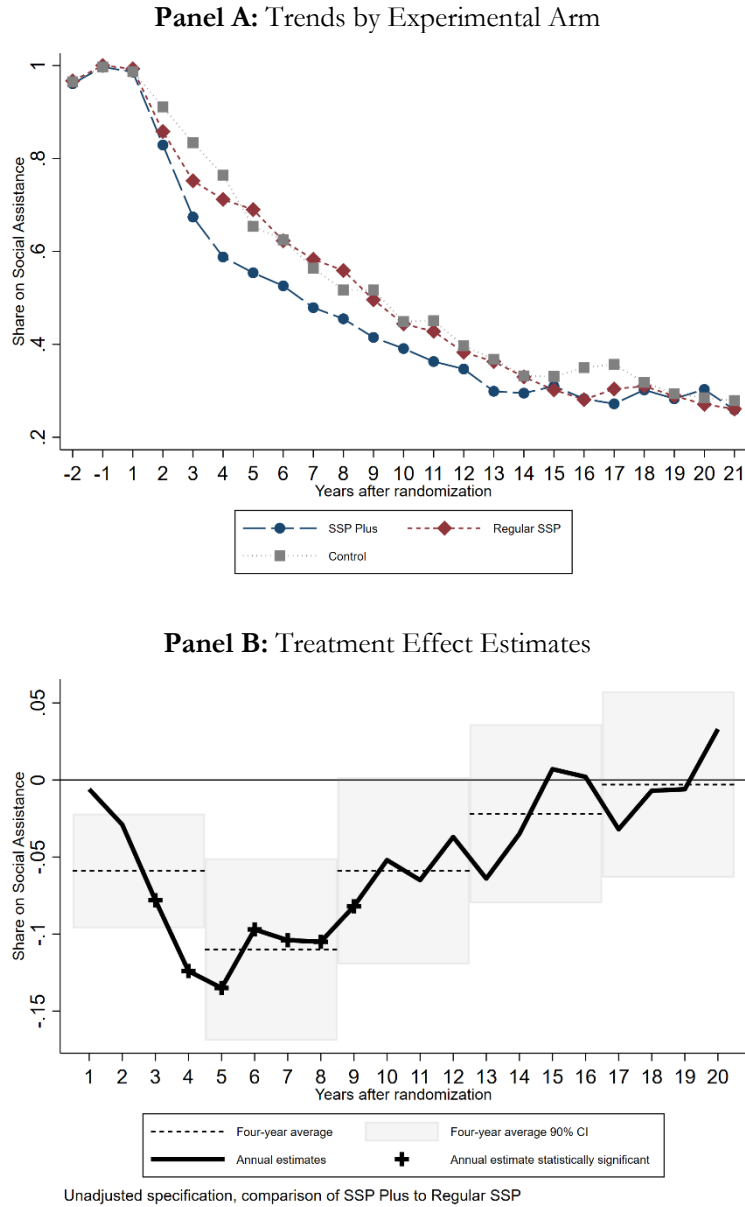 Panel A: Trends by Experimental Arm
Share on Social Assistance
1
.8
.6
.4
.2
-2 -1 1 2 3 4 5 6 7 8 9 10 11 12 13 14 15 16 17 18 19 20 21
Years after randomization
SSP Plus Regular SSP
Control
Panel B: Treatment Effect Estimates
Share on Social Assistance
.05
0
-.05
-.1
-.15
1 2 3 4 5 6 7 8 9 10 11 12 13 14 15 16 17 18 19 20
Years after randomization
Four-year average Four-year average 90% CI
Annual estimates Annual estimate statistically significant
Unadjusted specification, comparison of SSP Plus to Regular SSP